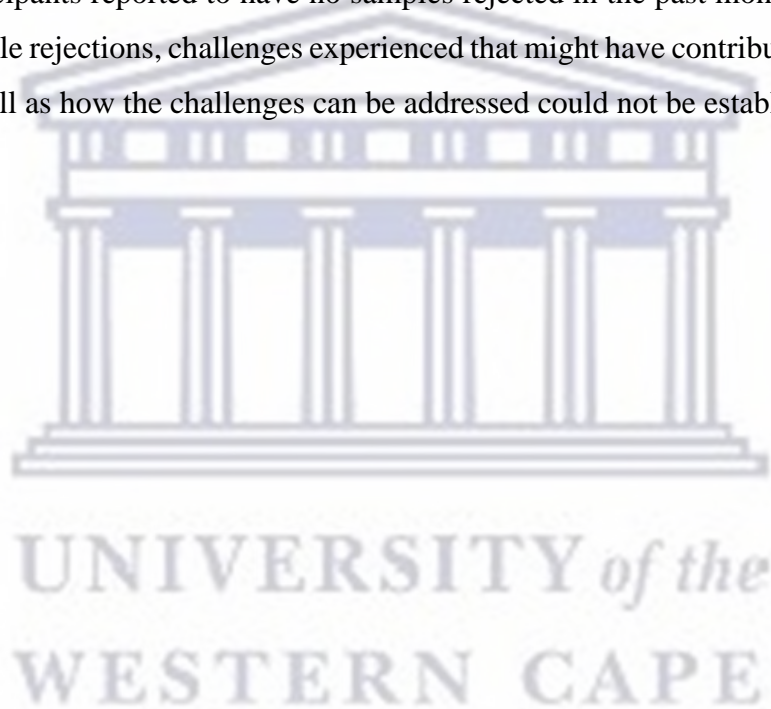 cipants reported to have no samples rejected in the past mon
le rejections, challenges experienced that might have contribu
ll as how the challenges can be addressed could not be establ
UNIVERSITY of the
WESTERN CAPE